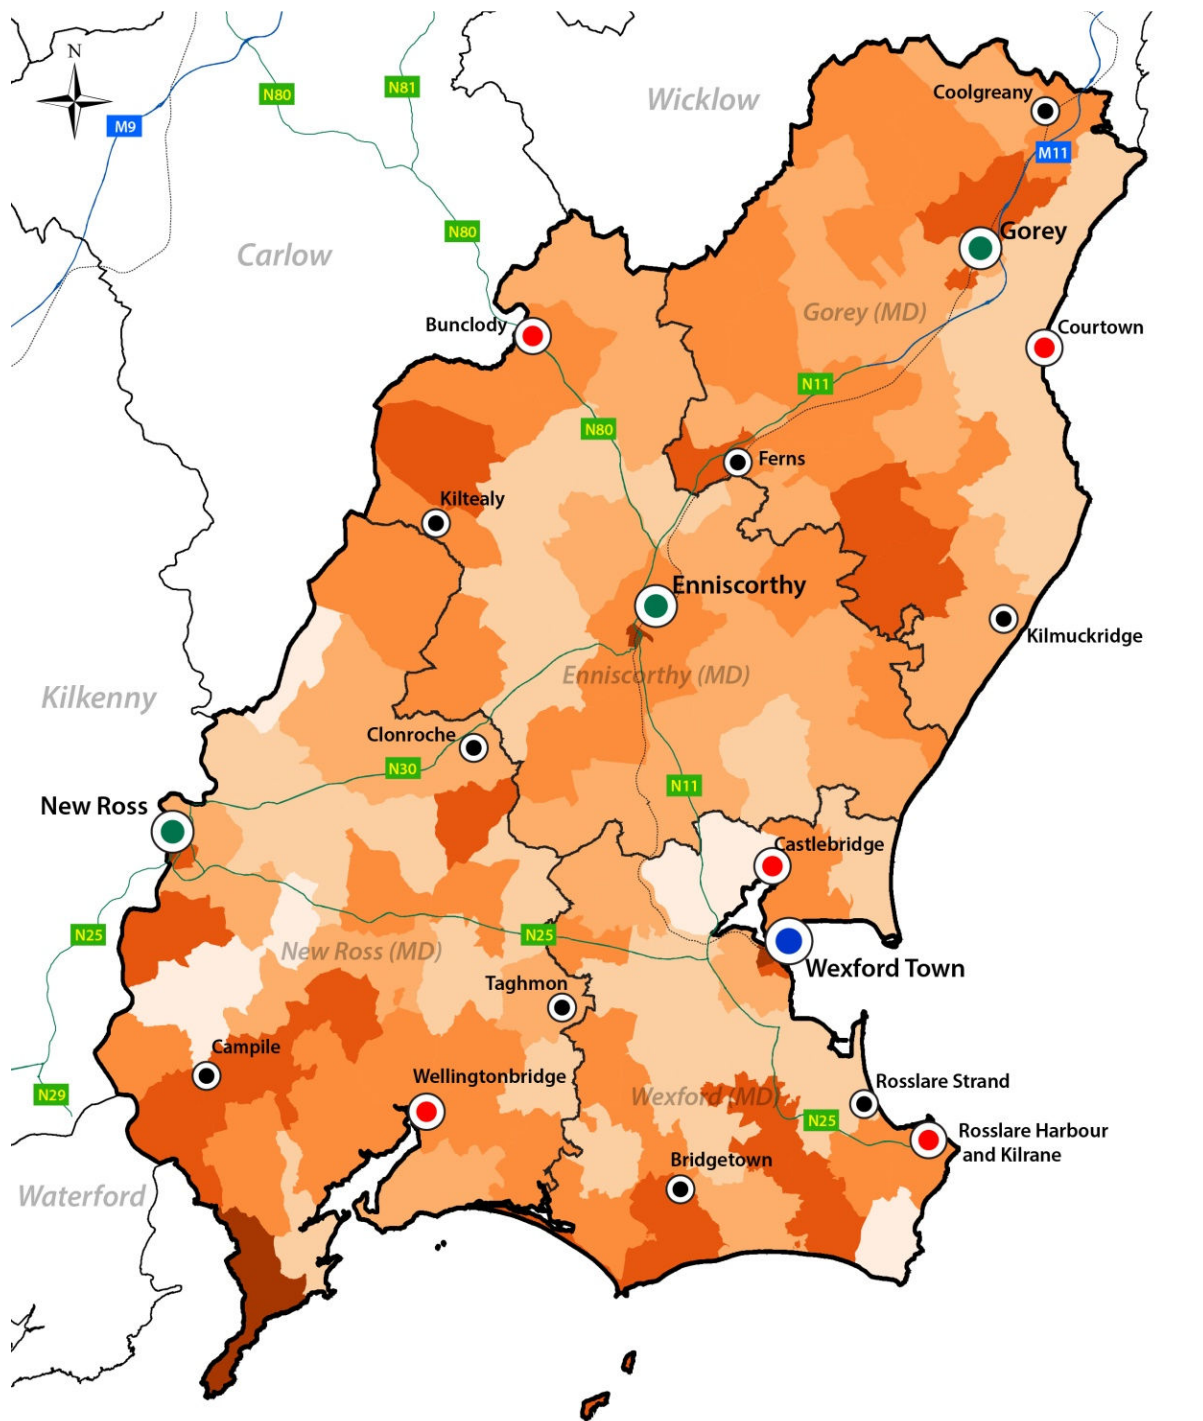 N
N80
N81
Wicklow
Coolgreany
M9
M11
N80
Gorey
Carlow
Gorey (MD)
Bunclody
Courtown
N11
N80
Ferns
Kiltealy
Enniscorthy
Kilmuckridge
Enniscorthy (MD)
Kilkenny
Clonroche
N30
N11
New Ross
Castlebridge
N25
N25
New Ross (MD)
Wexford Town
Taghmon
Campile
Wellingtonbridge
Rosslare Strand
N29
Wexford (MD)
N25
Rosslare Harbour
and Kilrane
Bridgetown
Waterford